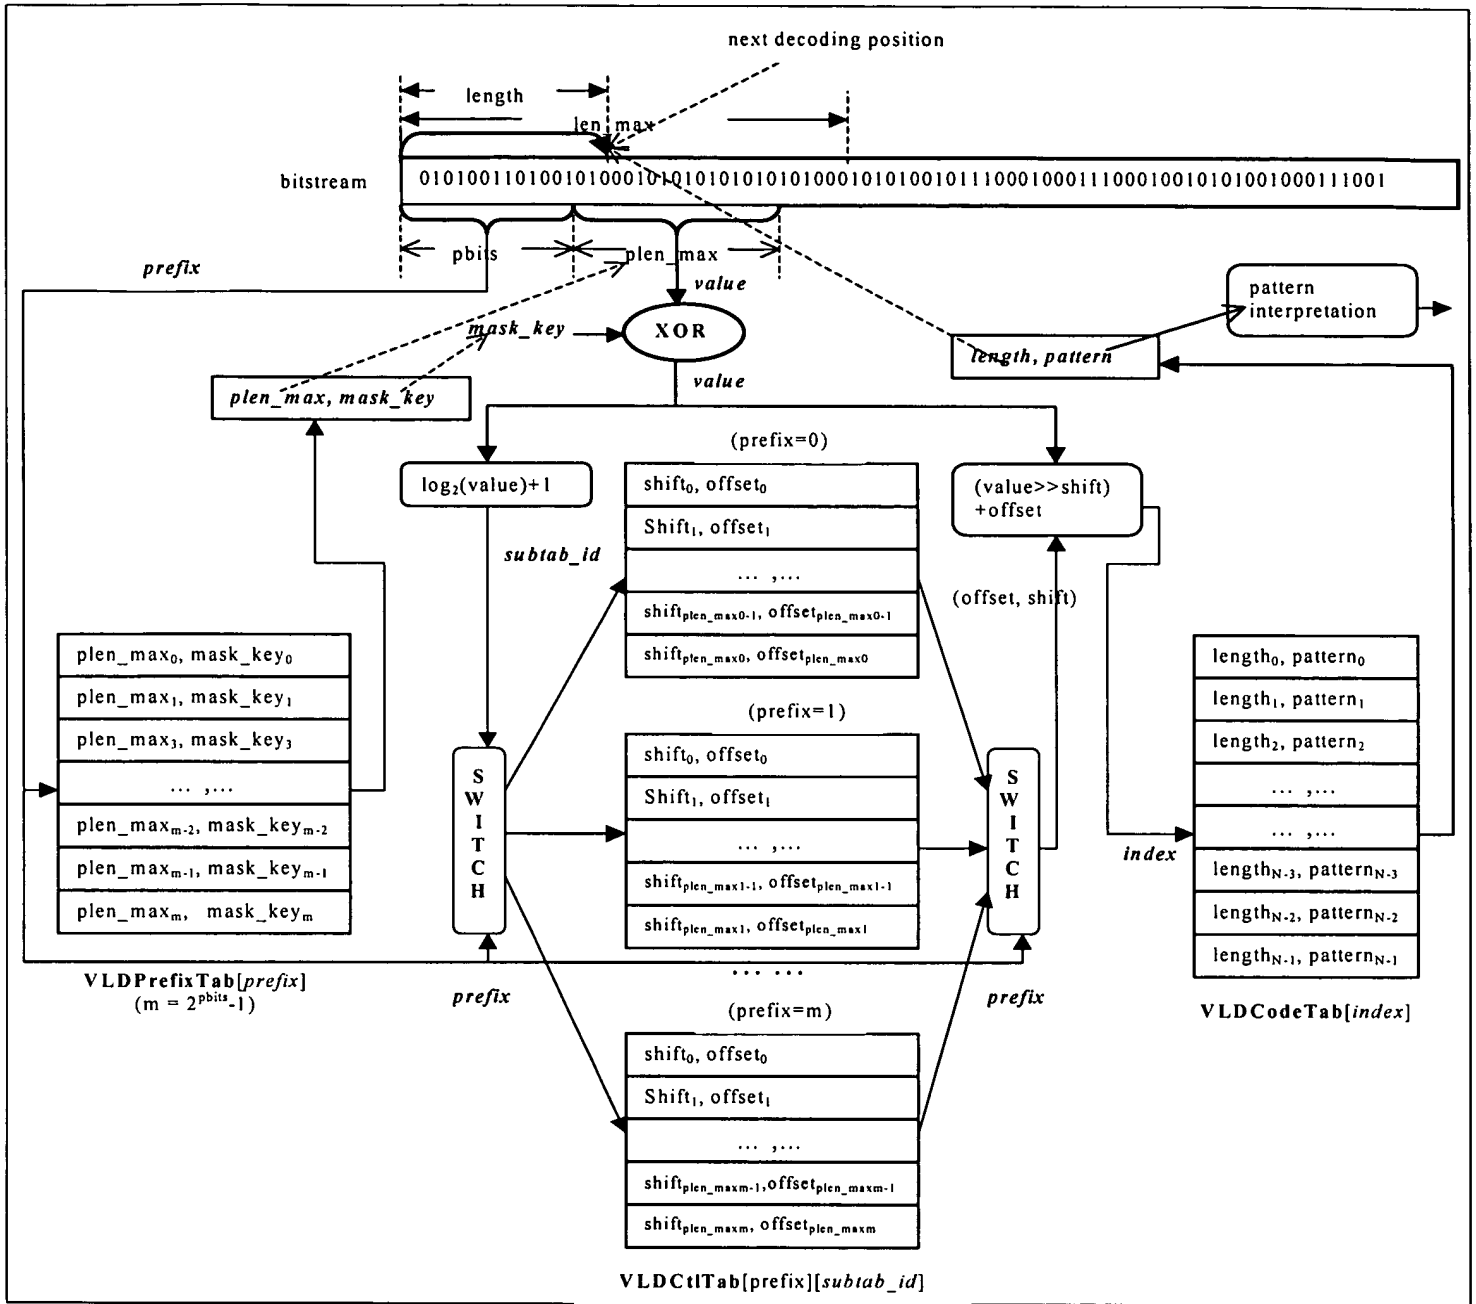 next decoding position
length
len_max
bitstream
010100110100101000101010101010101000101010010111000100011100010010101001000111001
pbits
plen_max
prefix
value
pattern
interpretation
mask_key
XOR
length, pattern
value
plen_max, mask_key
(prefix=0)
log₂(value)+1
shift₀, offset₀
(value>>shift)
+offset
Shift₁, offset₁
subtab_id
... ,...
(offset, shift)
shiftplen_max0-1, offsetplen_max0-1
shiftplen_max0, offsetplen_max0
plen_max₀, mask_key₀
plen_max₁, mask_key₁
plen_max₃, mask_key₃
... ,...
plen_maxm-2, mask_keym-2
plen_maxm-1, mask_keym-1
plen_maxm, mask_keym
VLDPrefixTab[prefix]
(m = 2^pbits-1)
SWITCH
prefix
(prefix=1)
shift₀, offset₀
Shift₁, offset₁
... ,...
shiftplen_max1-1, offsetplen_max1-1
shiftplen_max1, offsetplen_max1
... ...
SWITCH
prefix
index
length₀, pattern₀
length₁, pattern₁
length₂, pattern₂
... ,...
... ,...
lengthN-3, patternN-3
lengthN-2, patternN-2
lengthN-1, patternN-1
VLDCodeTab[index]
(prefix=m)
shift₀, offset₀
Shift₁, offset₁
... ,...
shiftplen_maxm-1,offsetplen_maxm-1
shiftplen_maxm, offsetplen_maxm
VLDCtlTab[prefix][subtab_id]